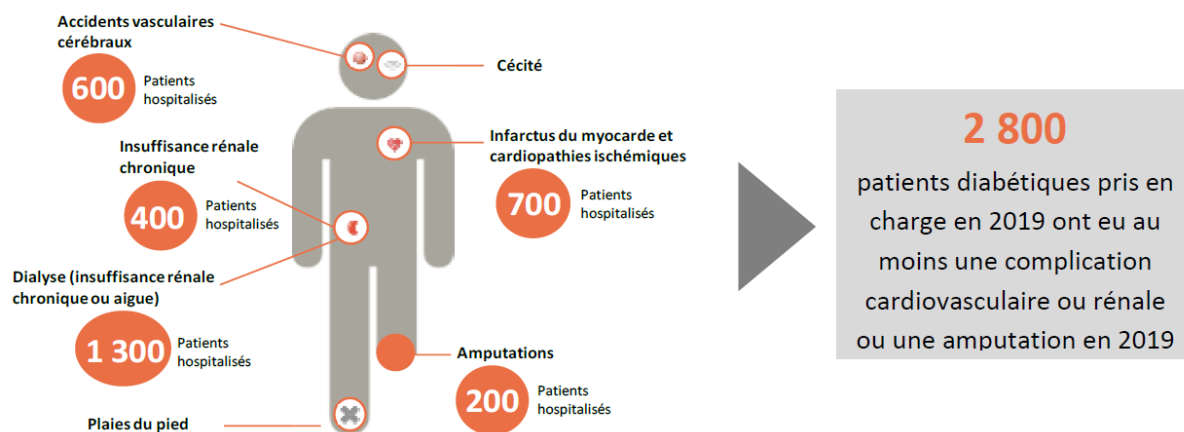 Accidents vasculaires
cérébraux
600 Patients
hospitalisés
Cécité
Insuffisance rénale
chronique
400 Patients
hospitalisés
Infarctus du myocarde et
cardiopathies ischémiques
700 Patients
hospitalisés
Dialyse (insuffisance rénale
chronique ou aigue)
1 300 Patients
hospitalisés
Amputations
200 Patients
hospitalisés
Plaies du pied
2 800
patients diabétiques pris en
charge en 2019 ont eu au
moins une complication
cardiovasculaire ou rénale
ou une amputation en 2019